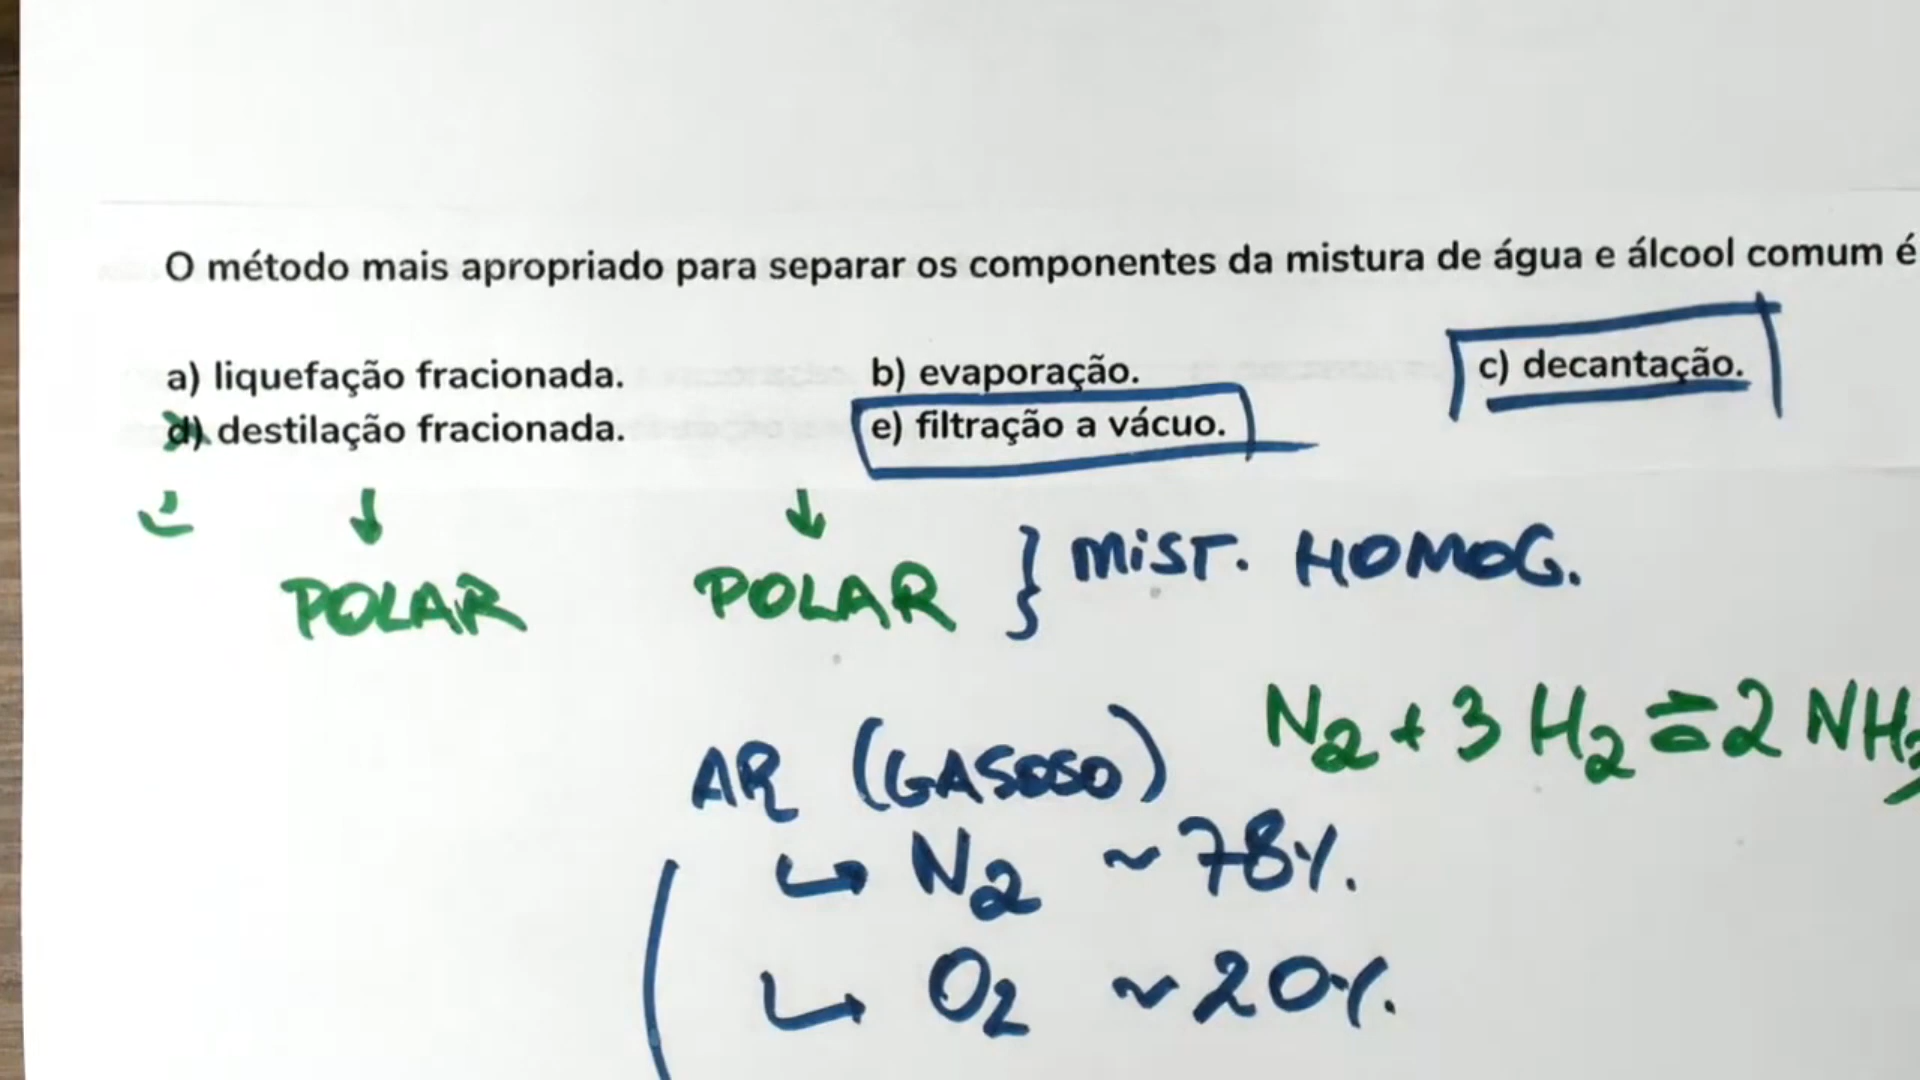 O método mais apropriado para separar os componentes da mistura de água e álcool comum é
a) liquefação fracionada. b) evaporação. c) decantação.
d) destilação fracionada. e) filtração a vácuo.
POLAR POLAR } MiST. HOMOG.
N2 + 3 H2 ⇌ 2 NH3
AR (GASOSO)
↳ N2 ~ 78%.
↳ O2 ~ 20%.